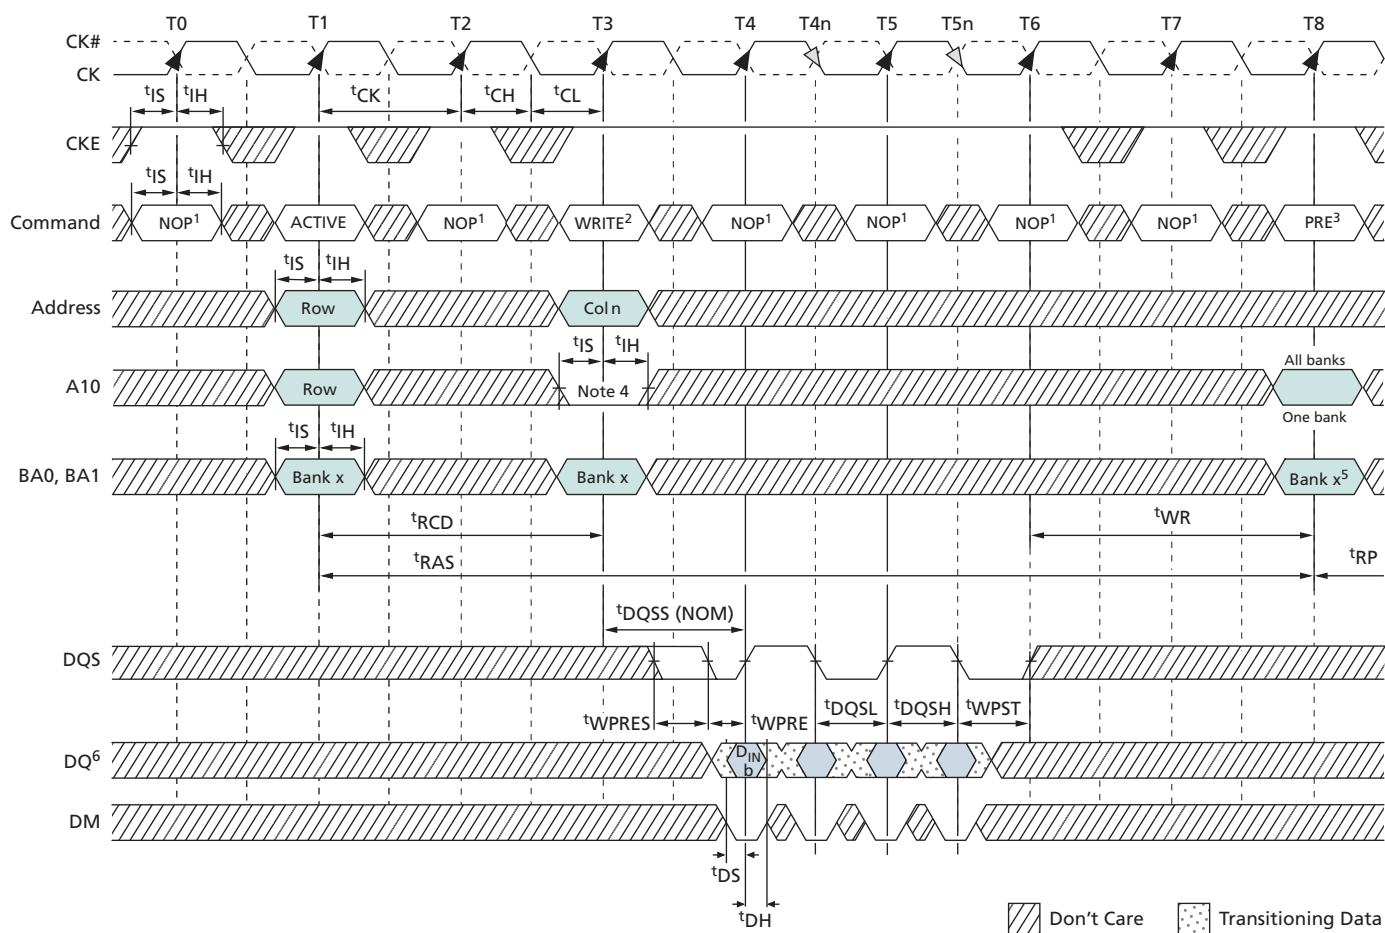 T0 T1 T2 T3 T4 T4n T5 T5n T6 T7 T8
CK#
CK
tIS tIH tCK tCH tCL
CKE
tIS tIH
Command NOP1 ACTIVE NOP1 WRITE2 NOP1 NOP1 NOP1 NOP1 PRE3
tIS tIH
Address Row Col n
tIS tIH All banks
A10 Row Note 4
One bank
tIS tIH
BA0, BA1 Bank x Bank x Bank x5
tRCD tWR
tRAS tRP
tDQSS (NOM)
DQS
tWPRES tWPRE tDQSL tDQSH tWPST
DQ6 DIN
b
DM
tDS
tDH
Don't Care Transitioning Data